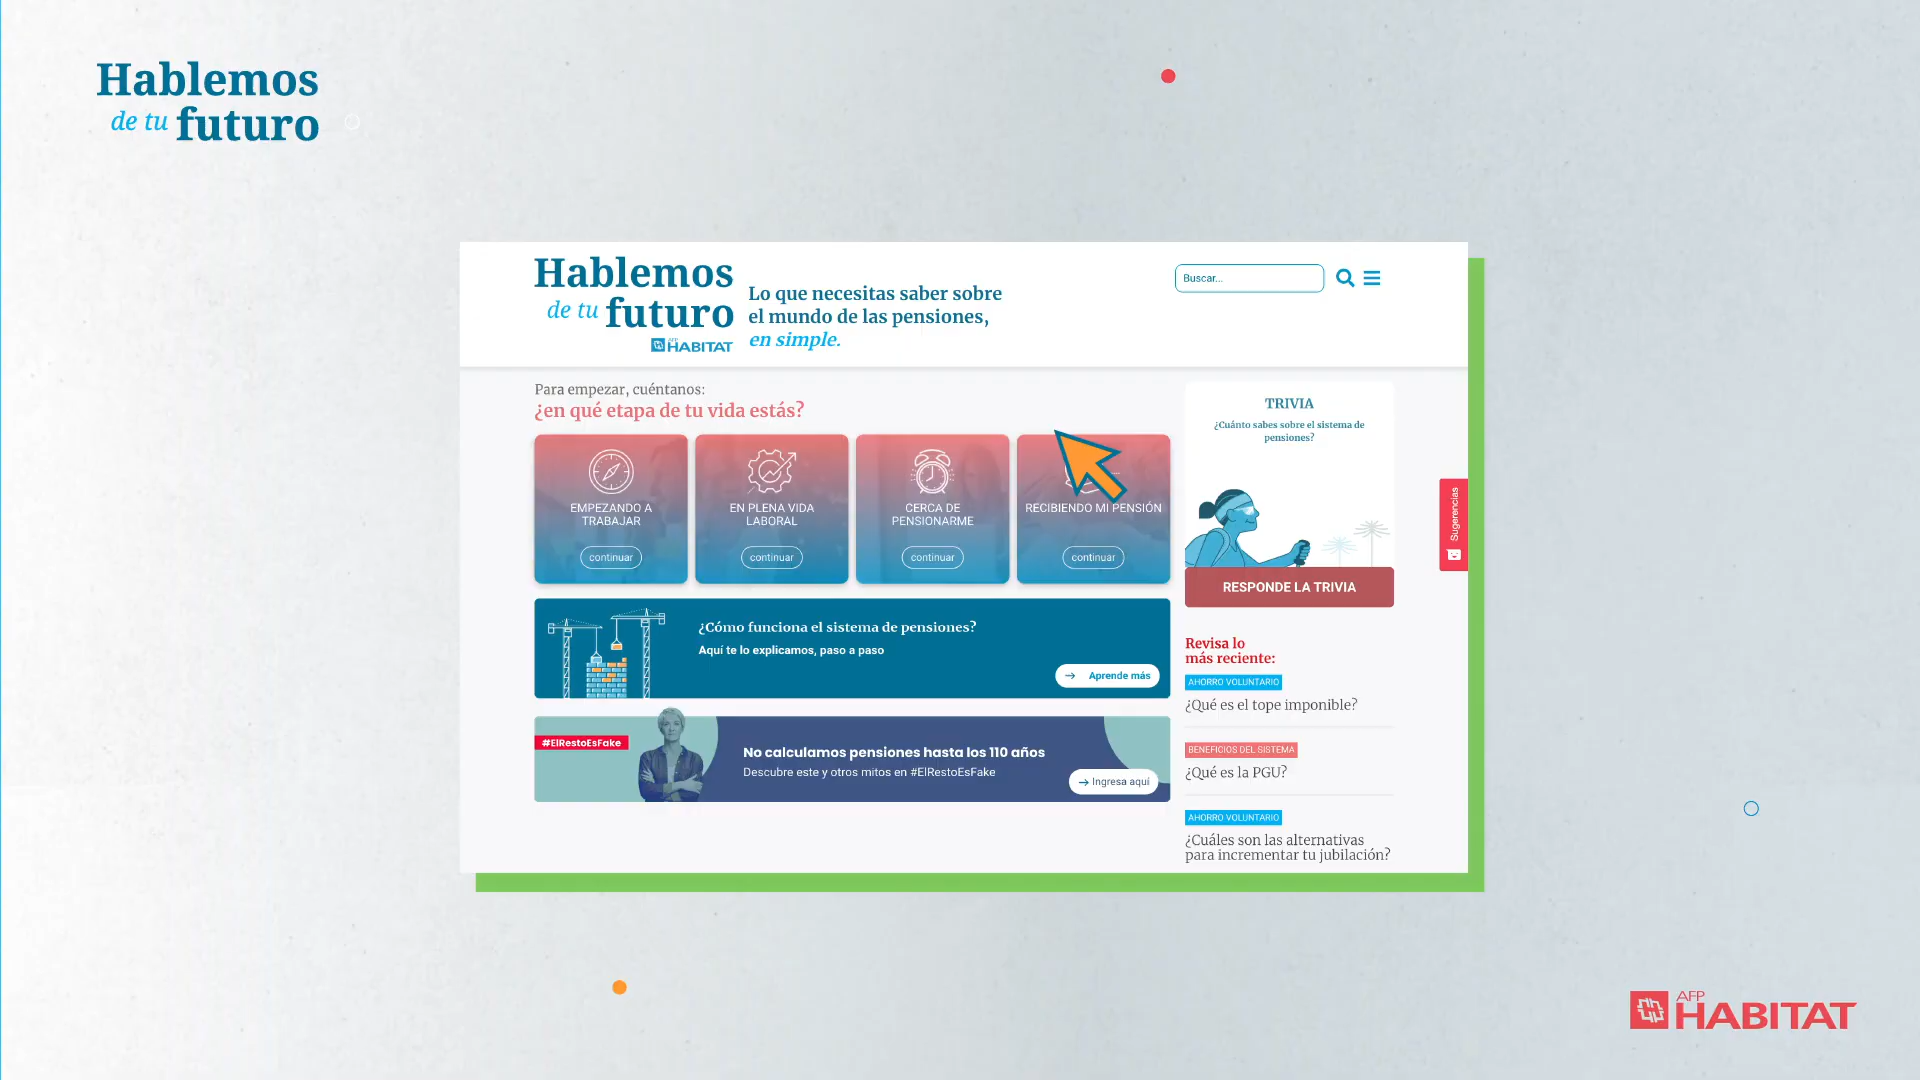 Hablemos
de tu futuro
Hablemos
de tu futuro
AFP
HABITAT
Lo que necesitas saber sobre
el mundo de las pensiones,
en simple.
Buscar...
Para empezar, cuéntanos:
¿en qué etapa de tu vida estás?
EMPEZANDO A
TRABAJAR
continuar
EN PLENA VIDA
LABORAL
continuar
CERCA DE
PENSIONARME
continuar
RECIBIENDO MI PENSIÓN
continuar
¿Cómo funciona el sistema de pensiones?
Aquí te lo explicamos, paso a paso
→ Aprende más
#ElRestoEsFake
No calculamos pensiones hasta los 110 años
Descubre este y otros mitos en #ElRestoEsFake
→ Ingresa aquí
TRIVIA
¿Cuánto sabes sobre el sistema de
pensiones?
RESPONDE LA TRIVIA
Sugerencias
Revisa lo
más reciente:
AHORRO VOLUNTARIO
¿Qué es el tope imponible?
BENEFICIOS DEL SISTEMA
¿Qué es la PGU?
AHORRO VOLUNTARIO
¿Cuáles son las alternativas
para incrementar tu jubilación?
AFP
HABITAT